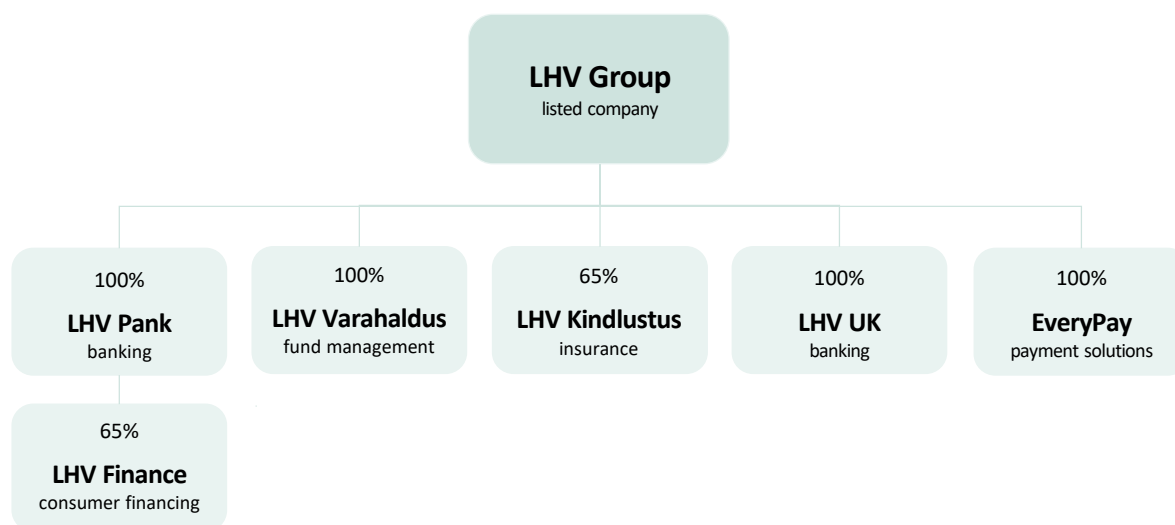 LHV Group
listed company
100%
LHV Pank
banking
100%
LHV Varahaldus
fund management
65%
LHV Kindlustus
insurance
100%
LHV UK
banking
100%
EveryPay
payment solutions
65%
LHV Finance
consumer financing